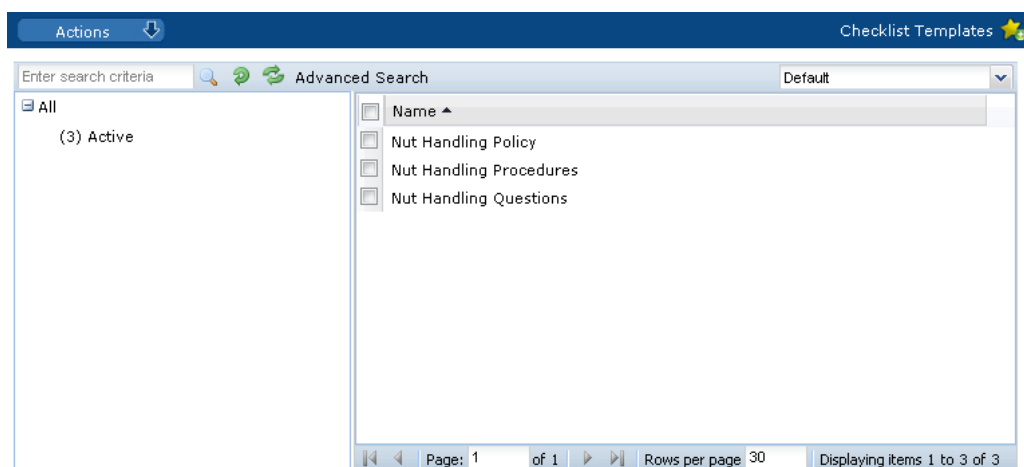 Actions
Checklist Templates
Enter search criteria
Advanced Search
Default
All
(3) Active
Name
Nut Handling Policy
Nut Handling Procedures
Nut Handling Questions
Page: 1 of 1 Rows per page 30 Displaying items 1 to 3 of 3